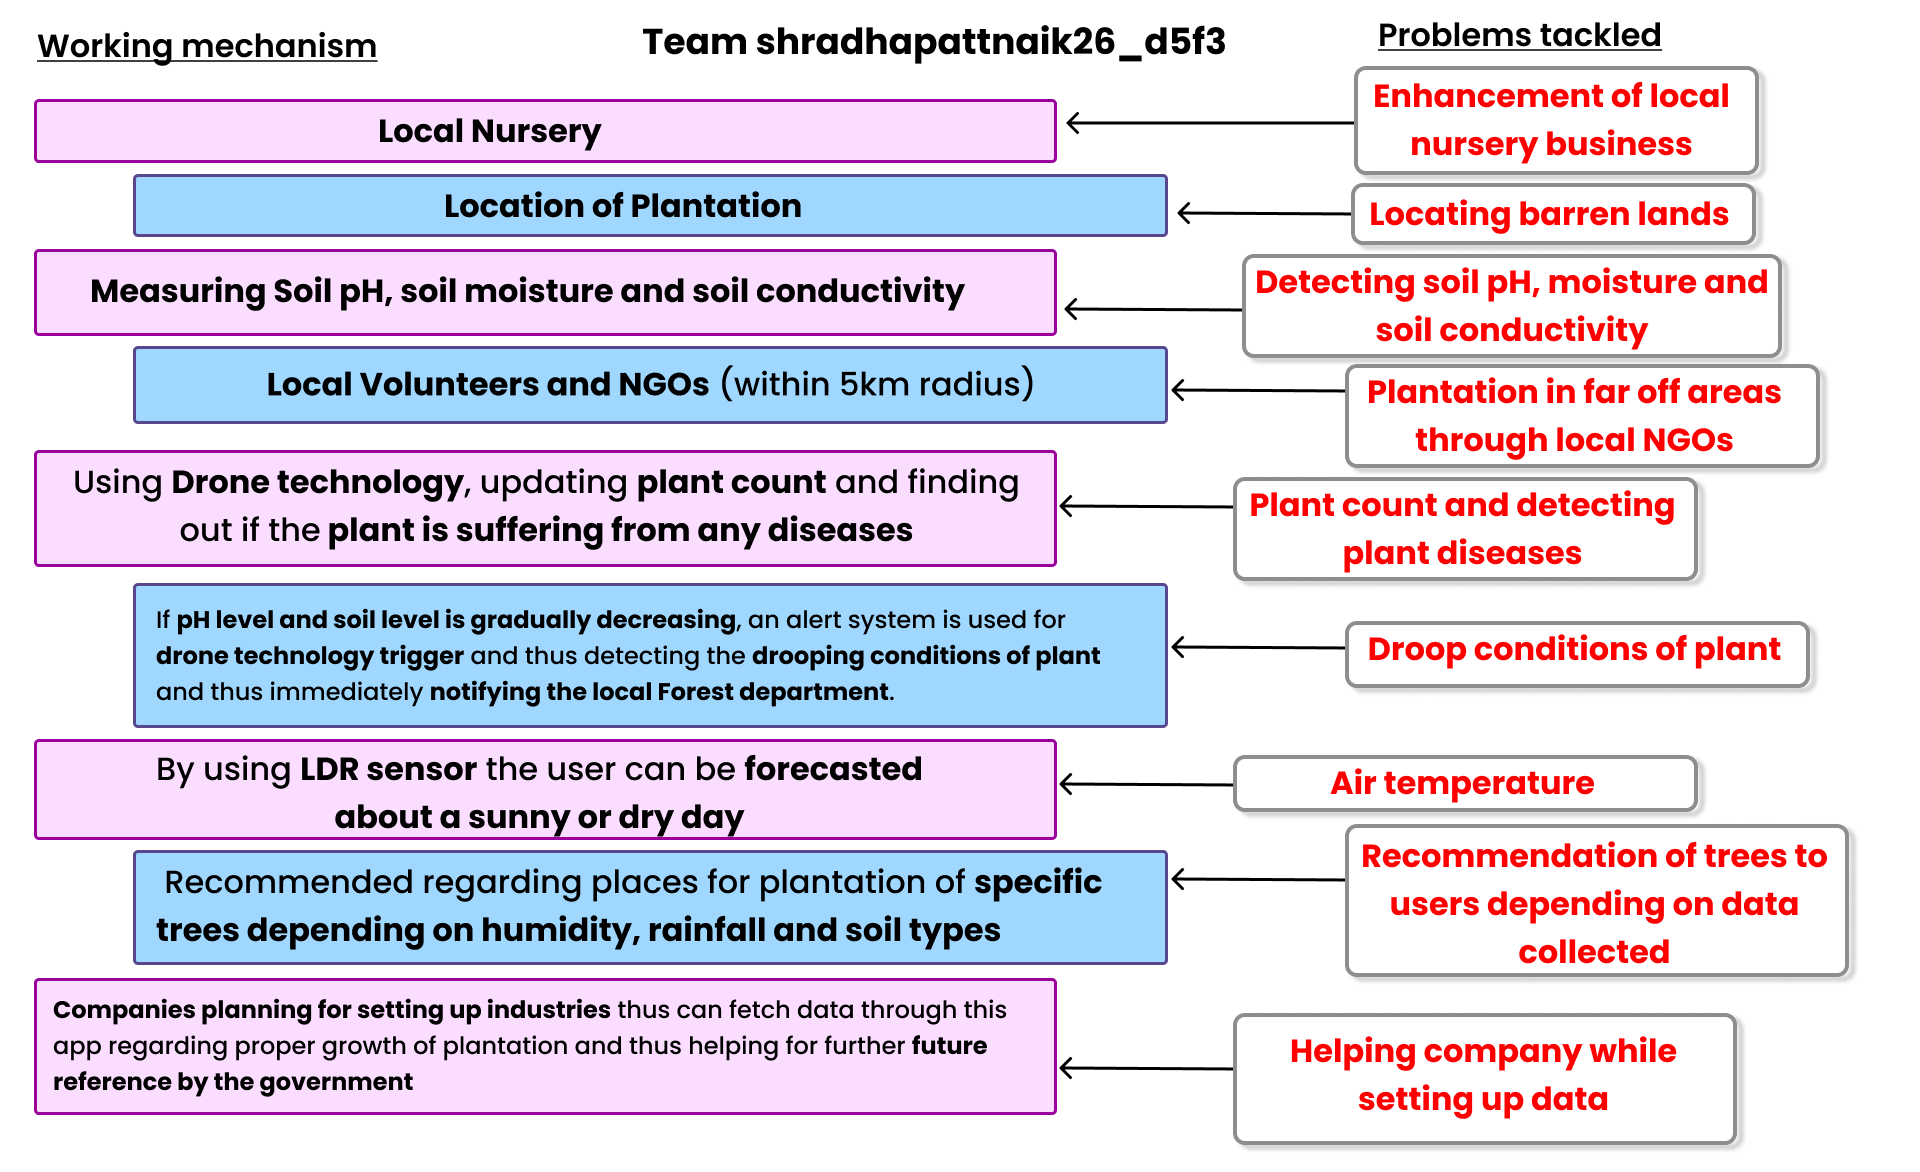 Working mechanism
Team shradhapattnaik26_d5f3
Problems tackled
Local Nursery
Enhancement of local
nursery business
Location of Plantation
Locating barren lands
Measuring Soil pH, soil moisture and soil conductivity
Detecting soil pH, moisture and
soil conductivity
Local Volunteers and NGOs (within 5km radius)
Plantation in far off areas
through local NGOs
Using Drone technology, updating plant count and finding
out if the plant is suffering from any diseases
Plant count and detecting
plant diseases
If pH level and soil level is gradually decreasing, an alert system is used for
drone technology trigger and thus detecting the drooping conditions of plant
and thus immediately notifying the local Forest department.
Droop conditions of plant
By using LDR sensor the user can be forecasted
about a sunny or dry day
Air temperature
Recommended regarding places for plantation of specific
trees depending on humidity, rainfall and soil types
Recommendation of trees to
users depending on data
collected
Companies planning for setting up industries thus can fetch data through this
app regarding proper growth of plantation and thus helping for further future
reference by the government
Helping company while
setting up data